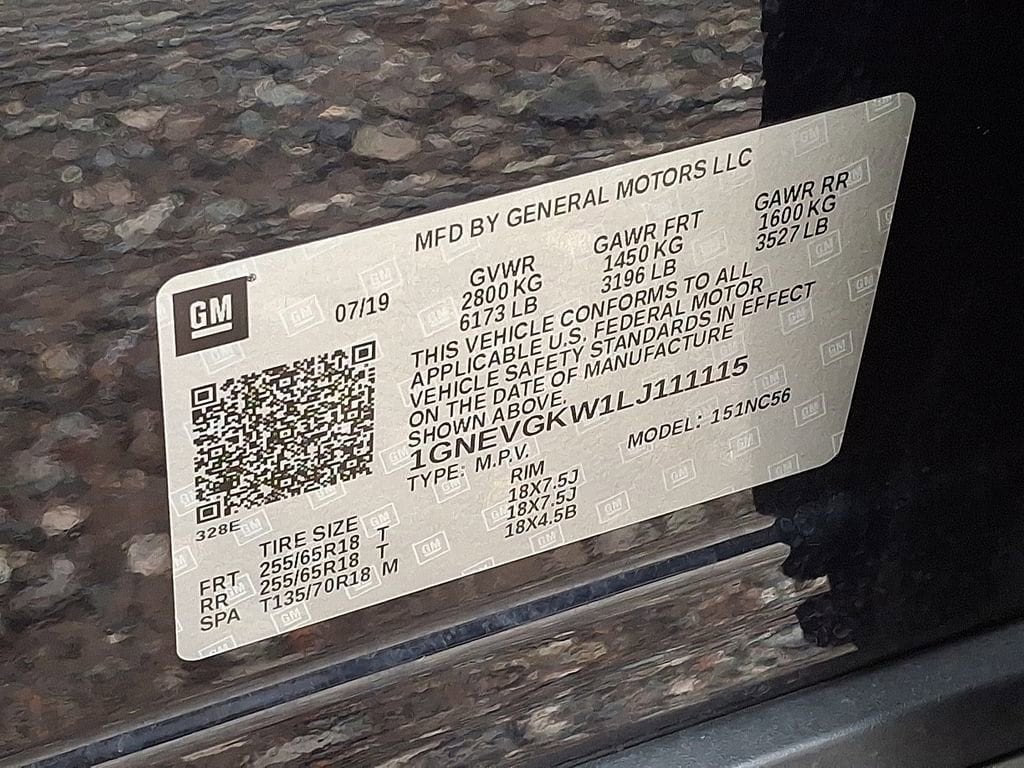 MFD BY GENERAL MOTORS LLC
GM
07/19
GVWR
2800 KG
6173 LB
GAWR FRT
1450 KG
3196 LB
GAWR RR
1600 KG
3527 LB
THIS VEHICLE CONFORMS TO ALL
APPLICABLE U.S. FEDERAL MOTOR
VEHICLE SAFETY STANDARDS IN EFFECT
ON THE DATE OF MANUFACTURE
SHOWN ABOVE.
1GNEVGKW1LJ111115
TYPE: M.P.V. MODEL: 151NC56
328E
TIRE SIZE RIM
FRT 255/65R18 T 18X7.5J
RR 255/65R18 T 18X7.5J
SPA T135/70R18 M 18X4.5B